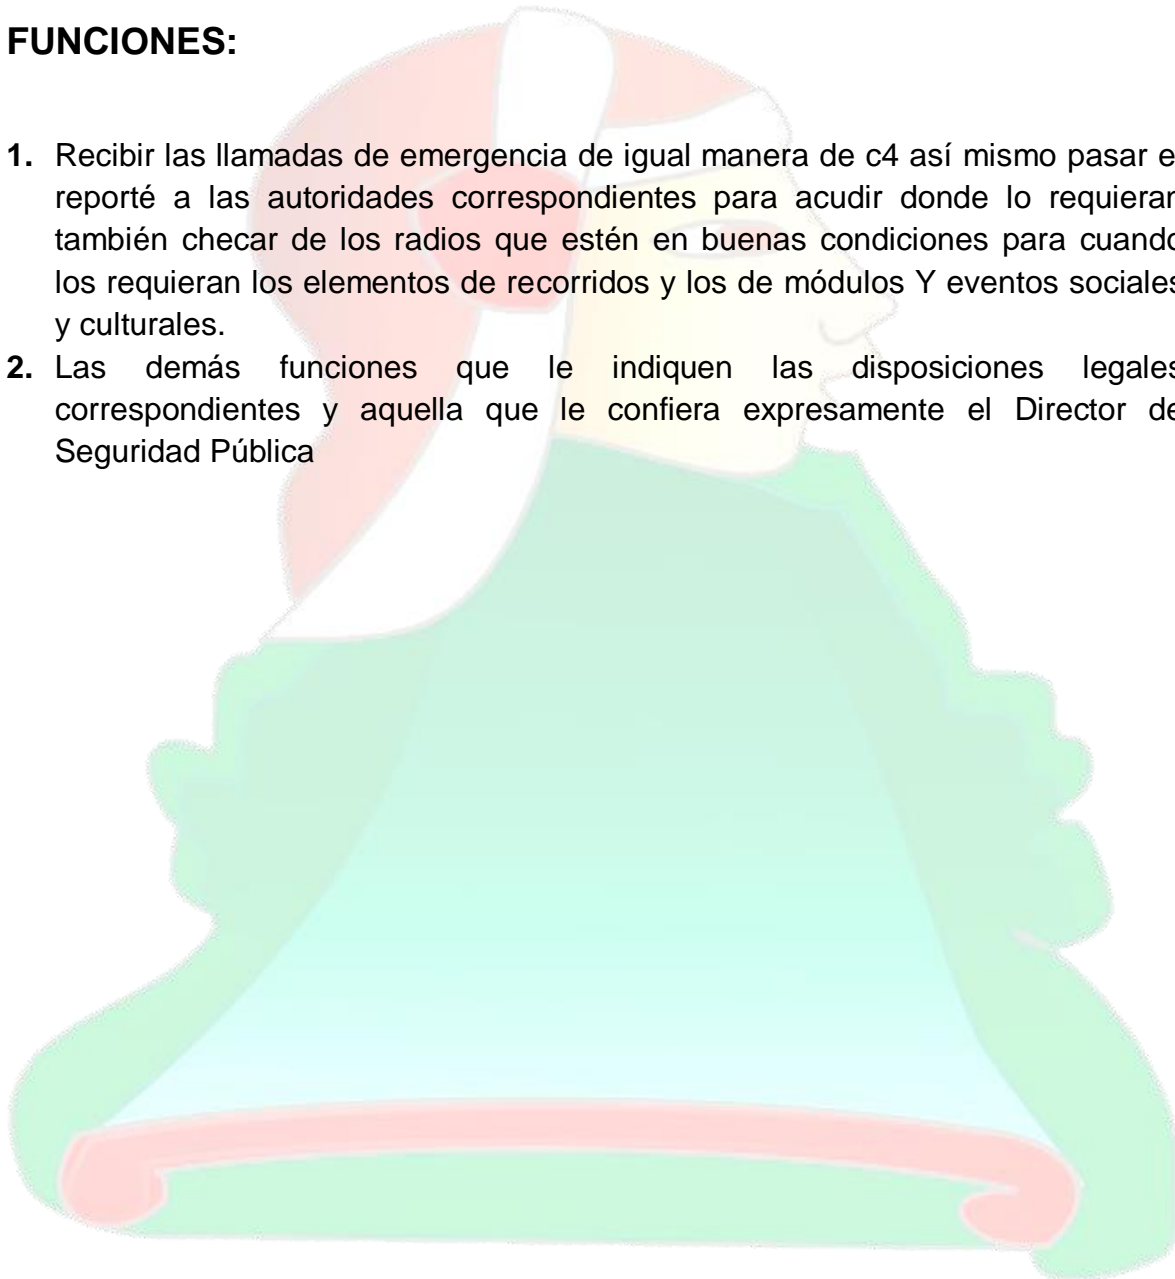 FUNCIONES:
1. Recibir las llamadas de emergencia de igual manera de c4 así mismo pasar e
reporté a las autoridades correspondientes para acudir donde lo requieran
también checar de los radios que estén en buenas condiciones para cuando
los requieran los elementos de recorridos y los de módulos Y eventos sociales
y culturales.
2. Las demás funciones que le indiquen las disposiciones legales
correspondientes y aquella que le confiera expresamente el Director de
Seguridad Pública